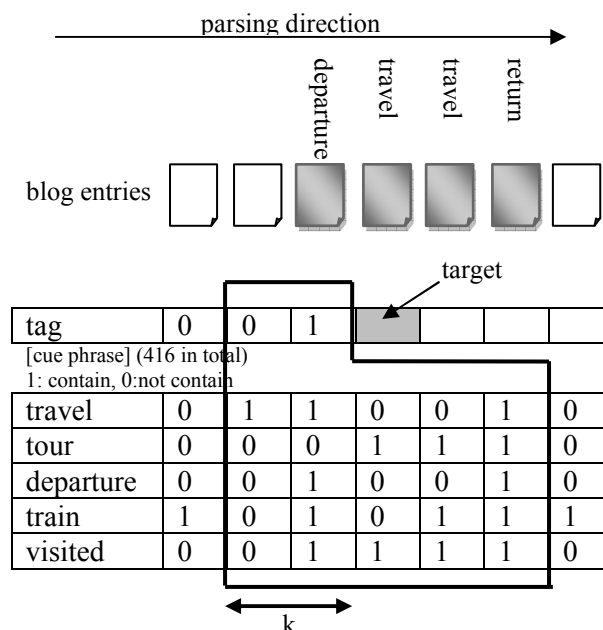 parsing direction
departure travel travel return
blog entries
target
tag 0 0 1
[cue phrase] (416 in total)
1: contain, 0:not contain
travel 0 1 1 0 0 1 0
tour 0 0 0 1 1 1 0
departure 0 0 1 0 0 1 0
train 1 0 1 0 1 1 1
visited 0 0 1 1 1 1 0
k